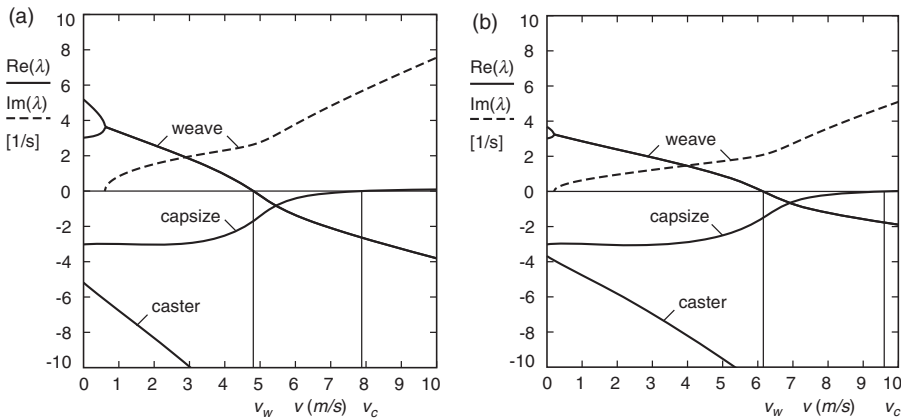 (a)
10
8
Re(λ)
6
Im(λ)
4
[1/s]
2
0
-2
-4
-6
-8
-10
weave
capsize
caster
0 1 2 3 4 5 6 7 8 9 10
v_w v (m/s) v_c
(b)
10
8
Re(λ)
6
Im(λ)
4
[1/s]
2
0
-2
-4
-6
-8
-10
weave
capsize
caster
0 1 2 3 4 5 6 7 8 9 10
v_w v (m/s) v_c